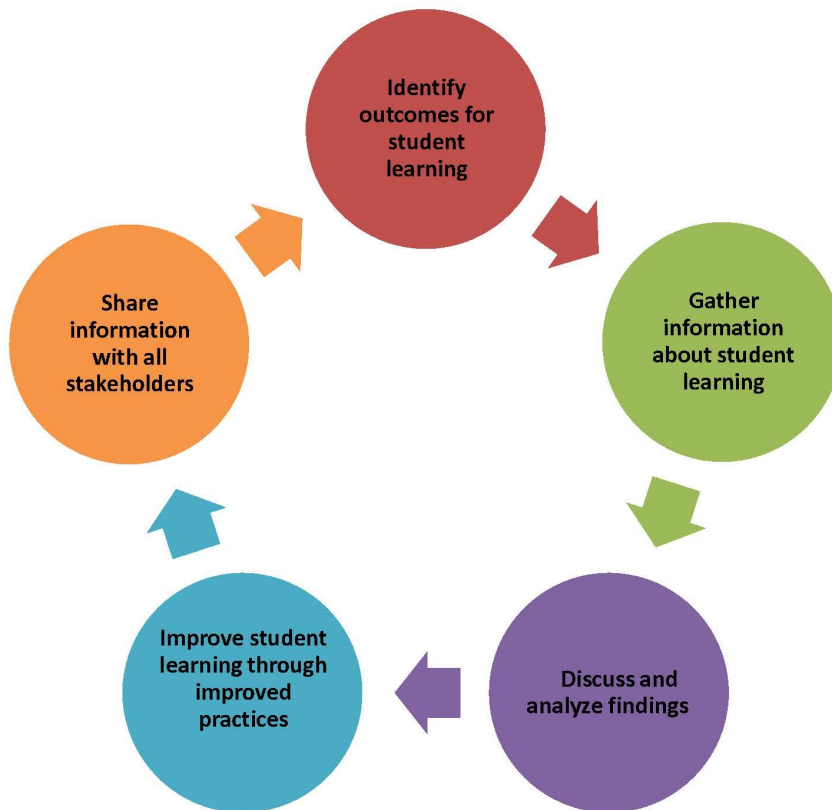 Identify
outcomes for
student
learning
Gather
information
about student
learning
Discuss and
analyze findings
Improve student
learning through
improved
practices
Share
information
with all
stakeholders